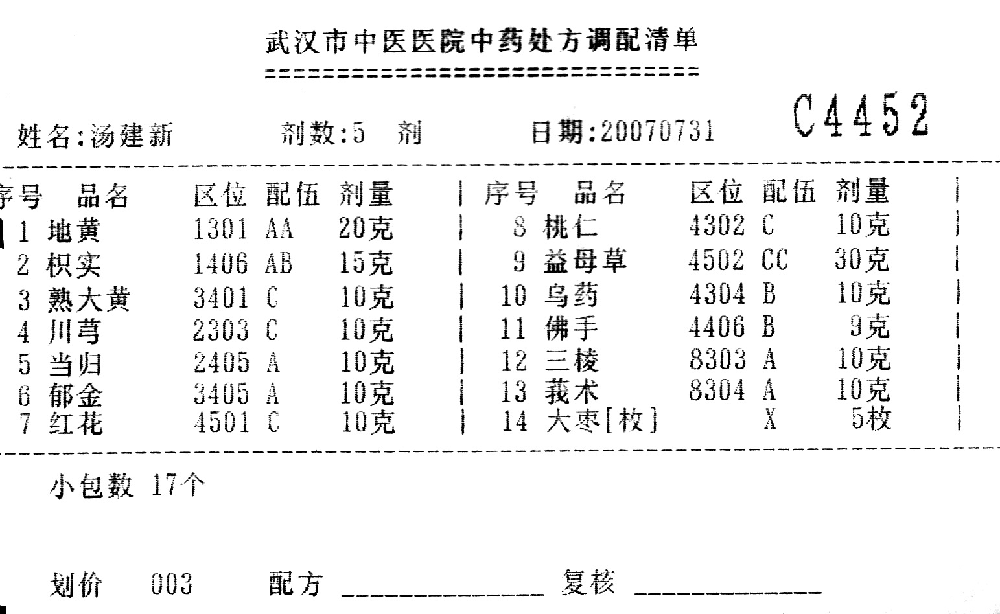 武汉市中医医院中药处方调配清单
==============================
C4452
姓名:汤建新 剂数:5 剂 日期:20070731
序号 品名 区位 配伍 剂量 | 序号 品名 区位 配伍 剂量 |
1 地黄 1301 AA 20克 | 8 桃仁 4302 C 10克 |
2 枳实 1406 AB 15克 | 9 益母草 4502 CC 30克 |
3 熟大黄 3401 C 10克 | 10 乌药 4304 B 10克 |
4 川芎 2303 C 10克 | 11 佛手 4406 B 9克 |
5 当归 2405 A 10克 | 12 三棱 8303 A 10克 |
6 郁金 3405 A 10克 | 13 莪术 8304 A 10克 |
7 红花 4501 C 10克 | 14 大枣[枚] X 5枚 |
小包数 17个
划价 003 配方 ______________ 复核 _____________